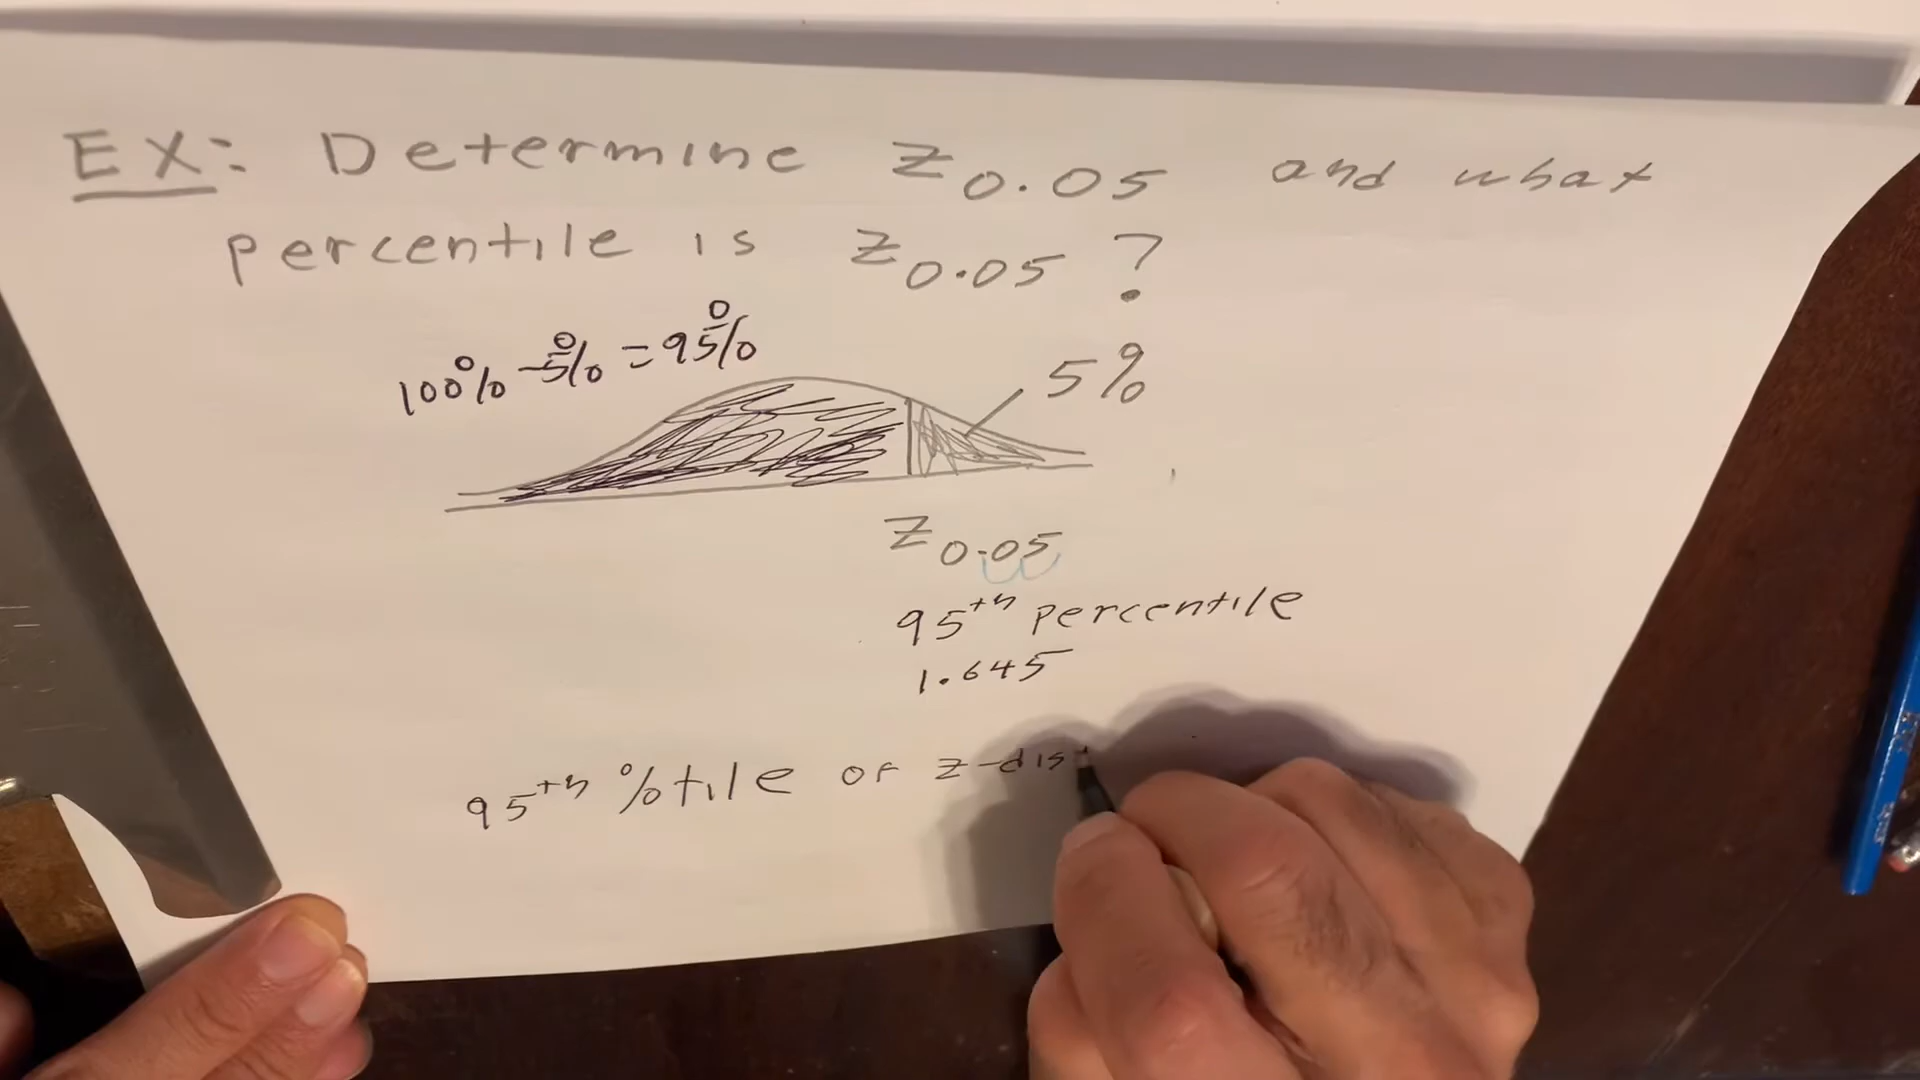 EX: Determine z0.05 and what
percentile is z0.05 ?
100% - 5% = 95%
5%
z0.05
95th percentile
1.645
95th %tile of z-dis